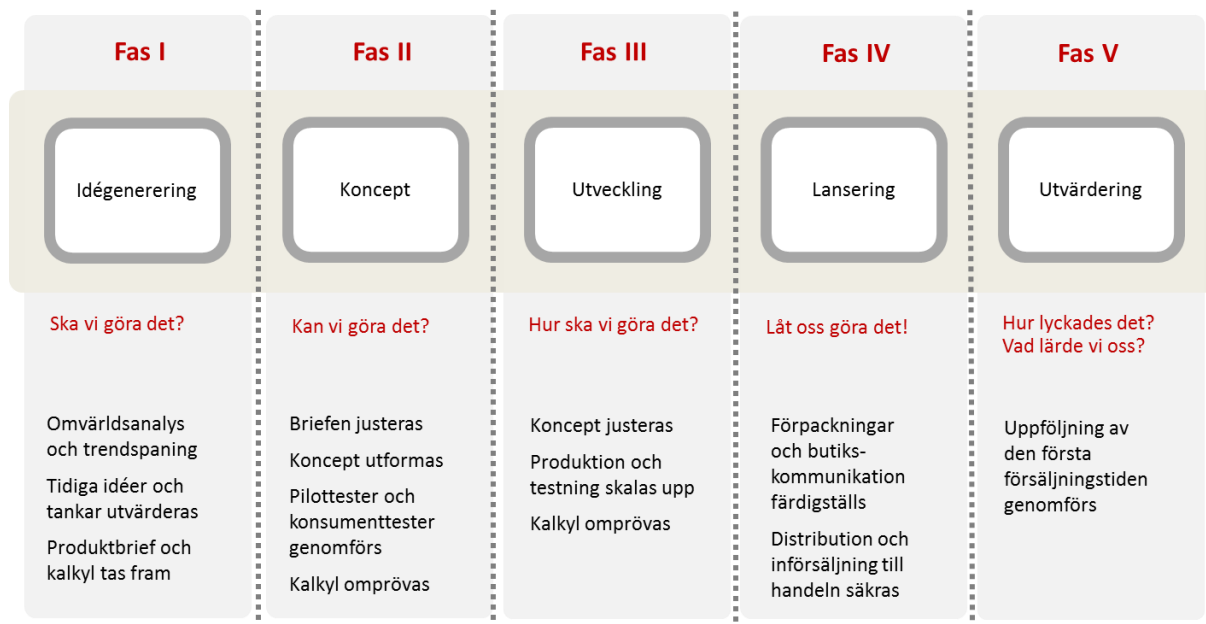 Fas I
Idégenerering
Ska vi göra det?
Omvärldsanalys
och trendspaning
Tidiga idéer och
tankar utvärderas
Produktbrief och
kalkyl tas fram
Fas II
Koncept
Kan vi göra det?
Briefen justeras
Koncept utformas
Pilottester och
konsumenttester
genomförs
Kalkyl omprövas
Fas III
Utveckling
Hur ska vi göra det?
Koncept justeras
Produktion och
testning skalas upp
Kalkyl omprövas
Fas IV
Lansering
Låt oss göra det!
Förpackningar
och butiks-
kommunikation
färdigställs
Distribution och
införsäljning till
handeln säkras
Fas V
Utvärdering
Hur lyckades det?
Vad lärde vi oss?
Uppföljning av
den första
försäljningstiden
genomförs